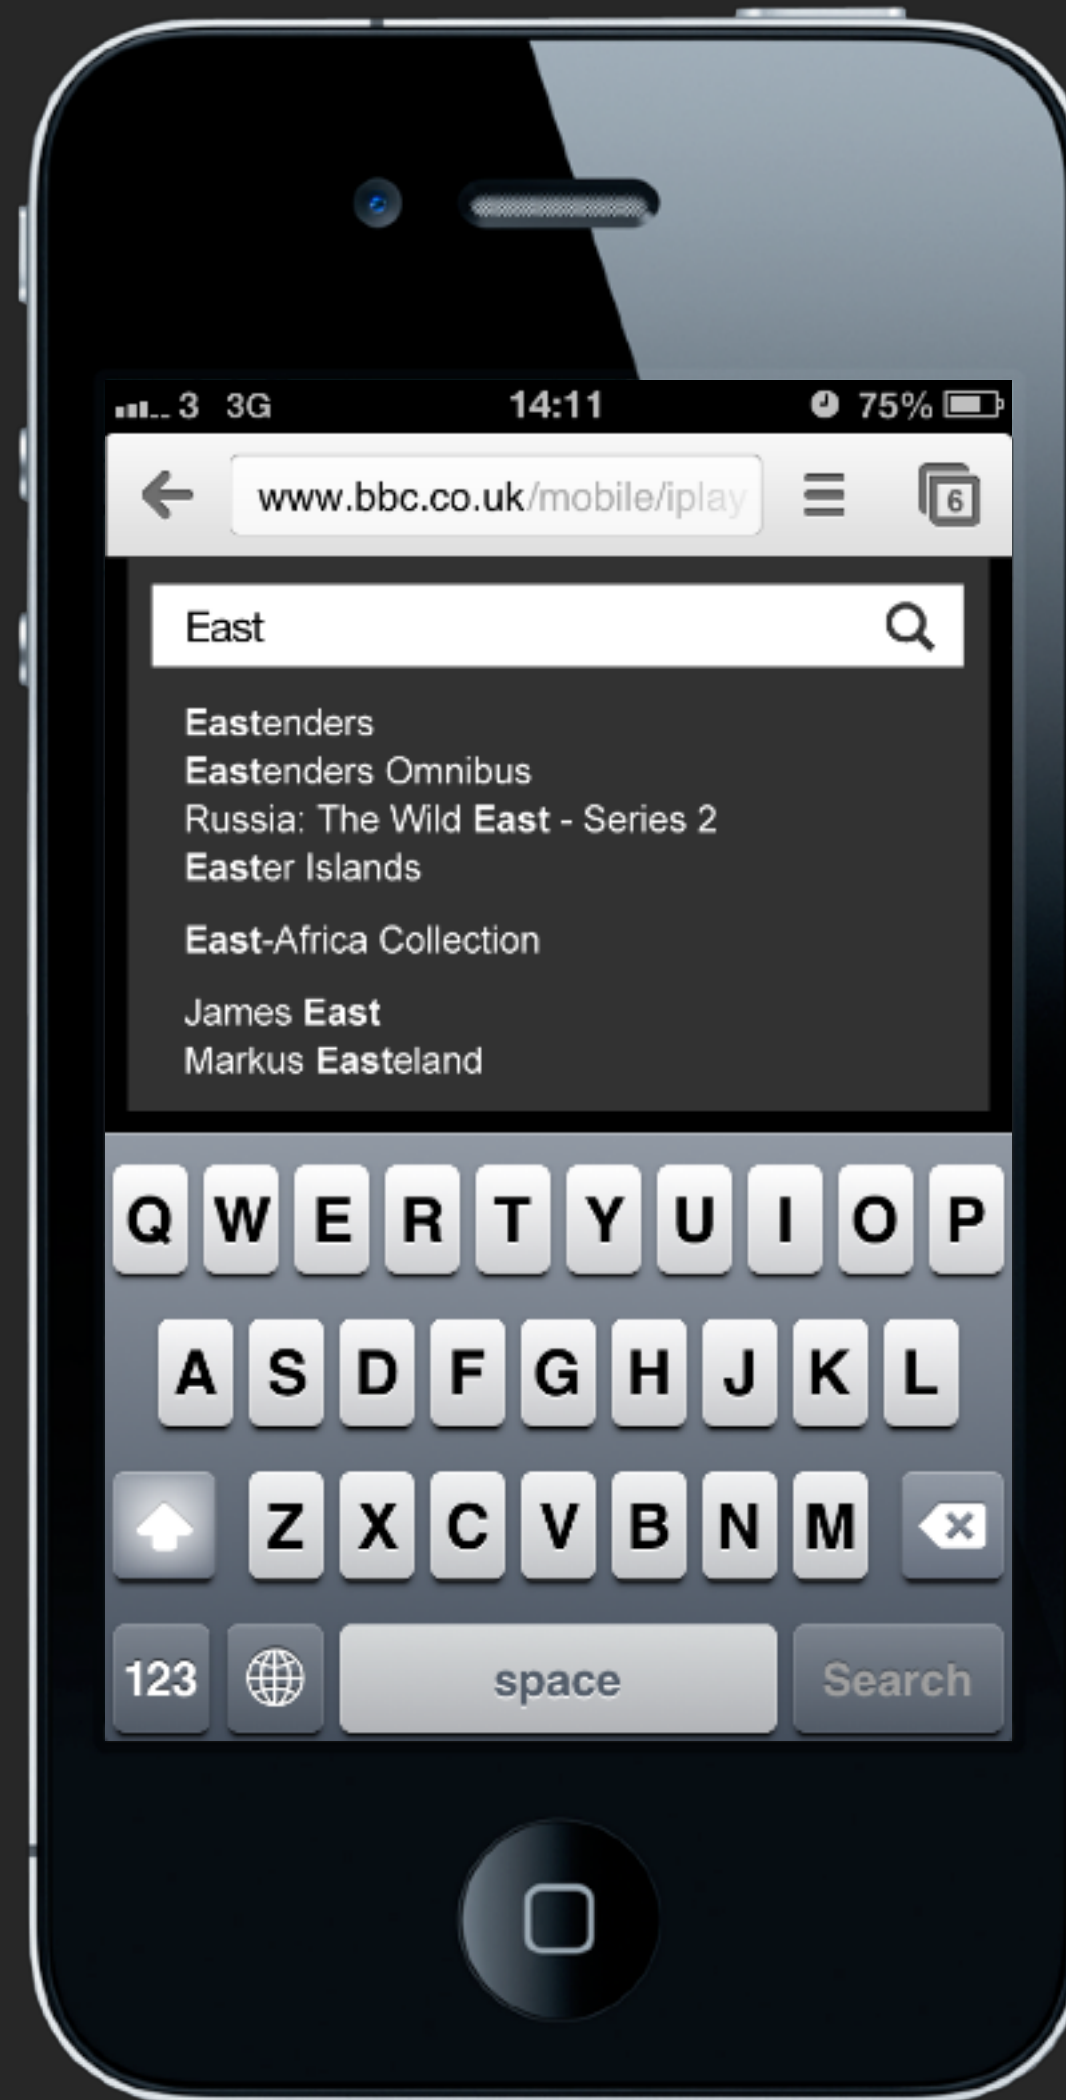 3 3G 14:11 75%
www.bbc.co.uk/mobile/iplay 6
East
Eastenders
Eastenders Omnibus
Russia: The Wild East - Series 2
Easter Islands
East-Africa Collection
James East
Markus Easteland
Q W E R T Y U I O P
A S D F G H J K L
Z X C V B N M
123 space Search